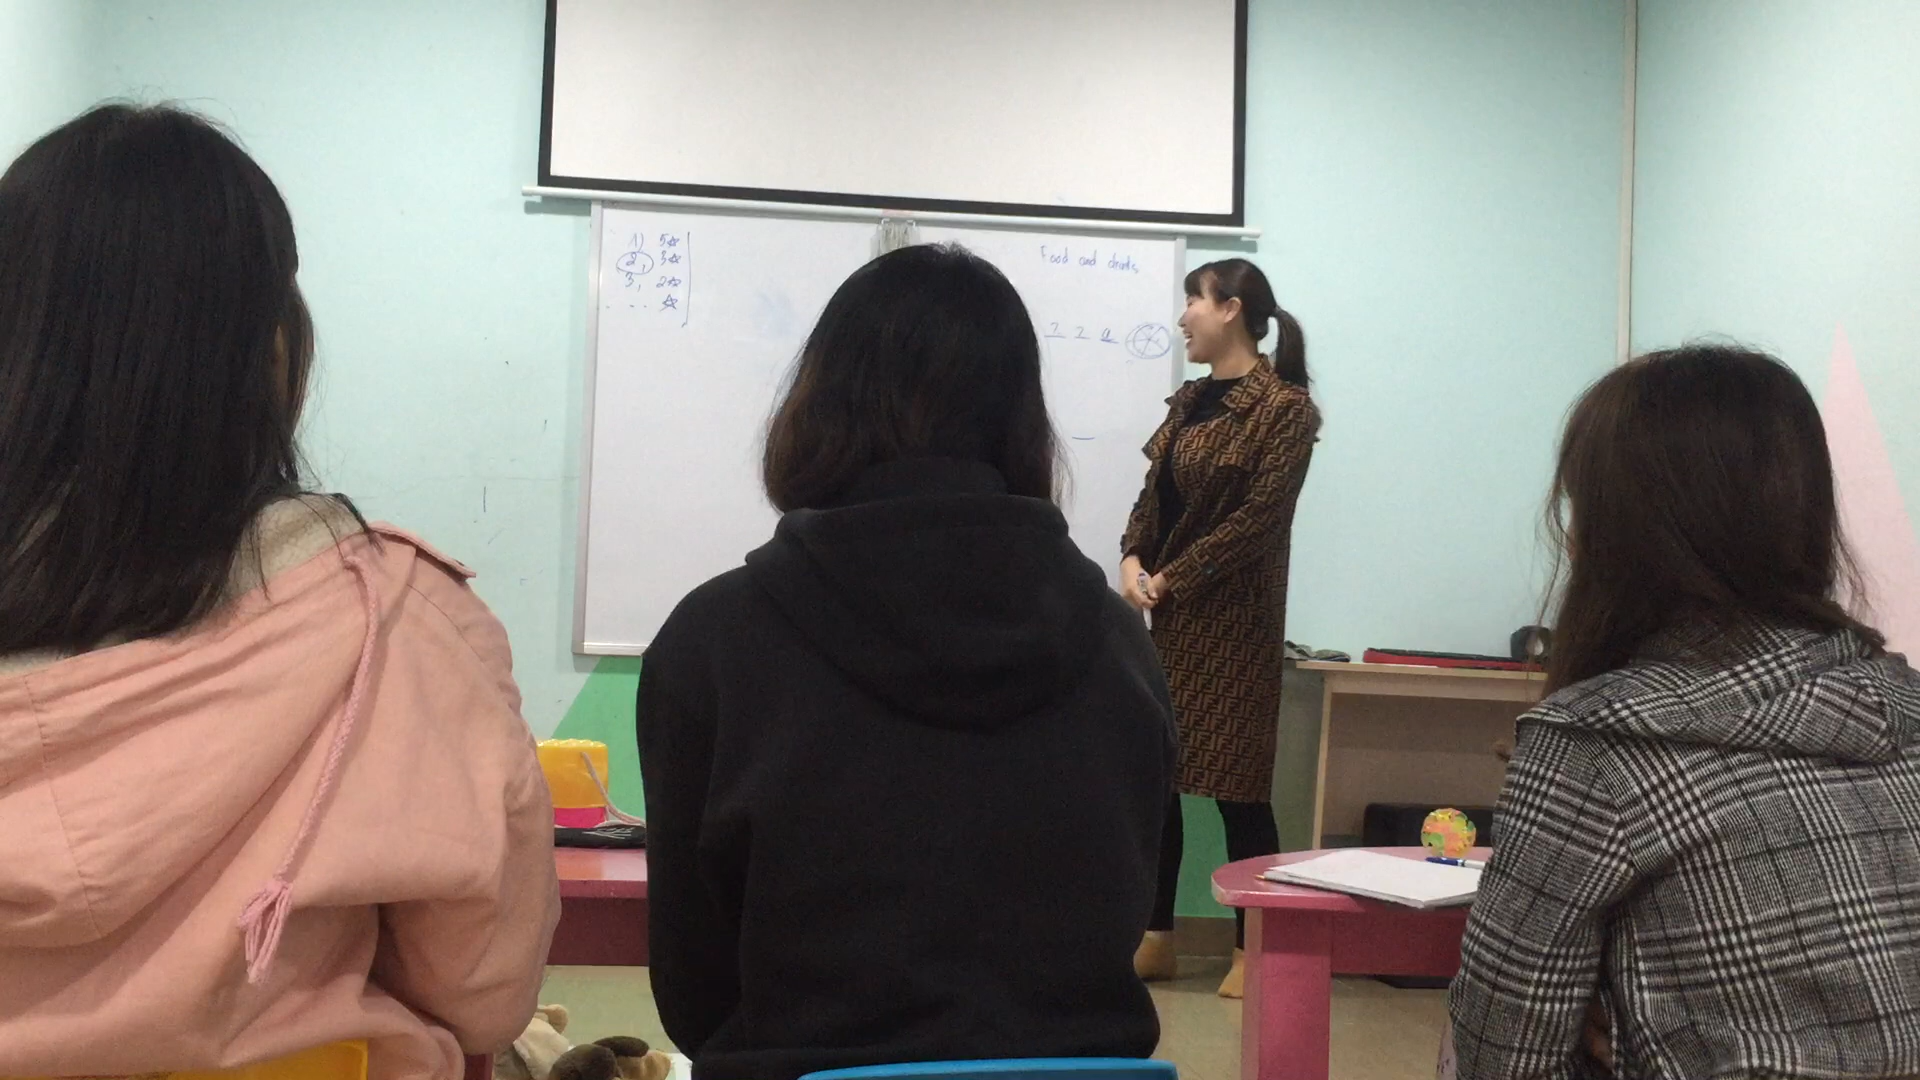 1) 5☆
2, 3☆
3, 2☆
... ☆
Food and drinks
_ _ a